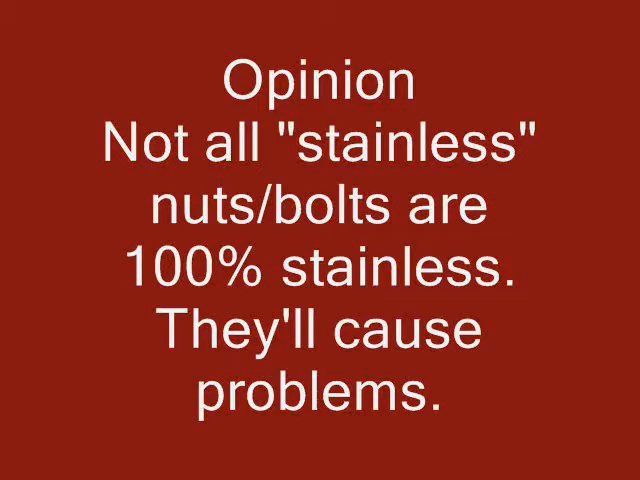 Opinion
Not all "stainless"
nuts/bolts are
100% stainless.
They'll cause
problems.